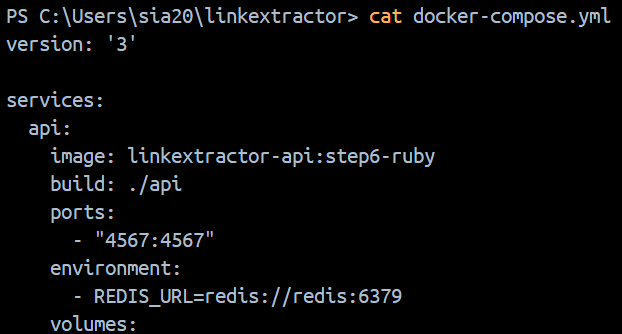 PS C:\Users\sia20\linkextractor> cat docker-compose.yml
version: '3'

services:
  api:
    image: linkextractor-api:step6-ruby
    build: ./api
    ports:
      - "4567:4567"
    environment:
      - REDIS_URL=redis://redis:6379
    volumes: